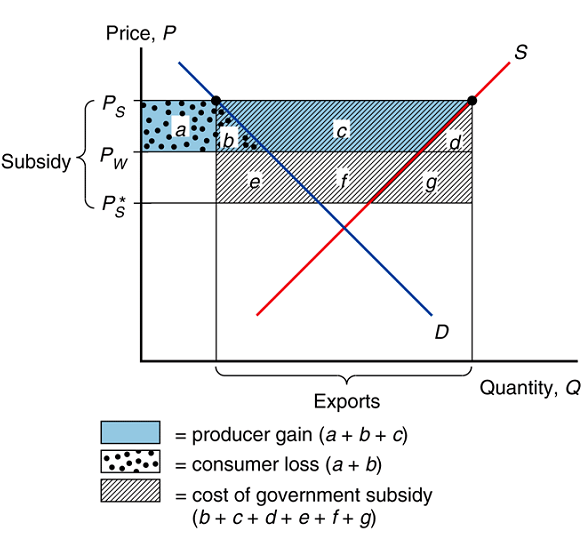 Price, P
S
P_S
a
b
c
d
Subsidy
P_W
e
f
g
P_S*
D
Quantity, Q
Exports
= producer gain (a + b + c)
= consumer loss (a + b)
= cost of government subsidy
(b + c + d + e + f + g)